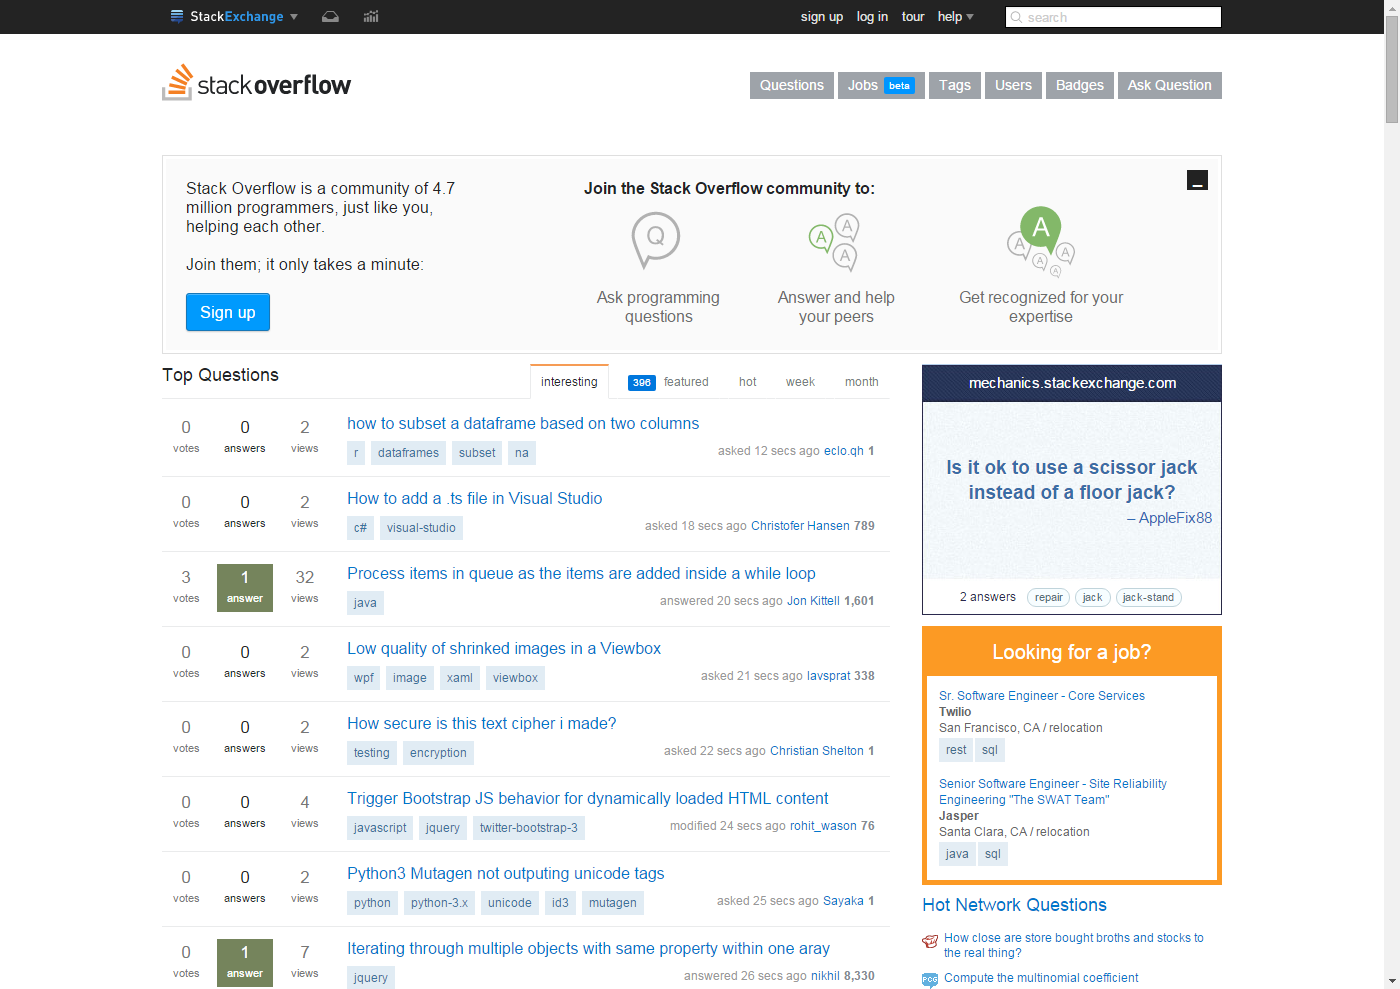 StackExchange
sign up log in tour help
search
stackoverflow
Questions
Jobs beta
Tags
Users
Badges
Ask Question
Stack Overflow is a community of 4.7
million programmers, just like you,
helping each other.
Join them; it only takes a minute:
Sign up
Join the Stack Overflow community to:
Q
A
A
A
A
A
A
A
A
Ask programming
questions
Answer and help
your peers
Get recognized for your
expertise
Top Questions
interesting
396 featured
hot
week
month
0 votes
0 answers
2 views
how to subset a dataframe based on two columns
r dataframes subset na
asked 12 secs ago eclo.qh 1
0 votes
0 answers
2 views
How to add a .ts file in Visual Studio
c# visual-studio
asked 18 secs ago Christofer Hansen 789
3 votes
1 answer
32 views
Process items in queue as the items are added inside a while loop
java
answered 20 secs ago Jon Kittell 1,601
0 votes
0 answers
2 views
Low quality of shrinked images in a Viewbox
wpf image xaml viewbox
asked 21 secs ago lavsprat 338
0 votes
0 answers
2 views
How secure is this text cipher i made?
testing encryption
asked 22 secs ago Christian Shelton 1
0 votes
0 answers
4 views
Trigger Bootstrap JS behavior for dynamically loaded HTML content
javascript jquery twitter-bootstrap-3
modified 24 secs ago rohit_wason 76
0 votes
0 answers
2 views
Python3 Mutagen not outputing unicode tags
python python-3.x unicode id3 mutagen
asked 25 secs ago Sayaka 1
0 votes
1 answer
7 views
Iterating through multiple objects with same property within one aray
jquery
answered 26 secs ago nikhil 8,330
mechanics.stackexchange.com
Is it ok to use a scissor jack
instead of a floor jack?
– AppleFix88
2 answers repair jack jack-stand
Looking for a job?
Sr. Software Engineer - Core Services
Twilio
San Francisco, CA / relocation
rest sql
Senior Software Engineer - Site Reliability
Engineering "The SWAT Team"
Jasper
Santa Clara, CA / relocation
java sql
Hot Network Questions
How close are store bought broths and stocks to
the real thing?
PCG
Compute the multinomial coefficient